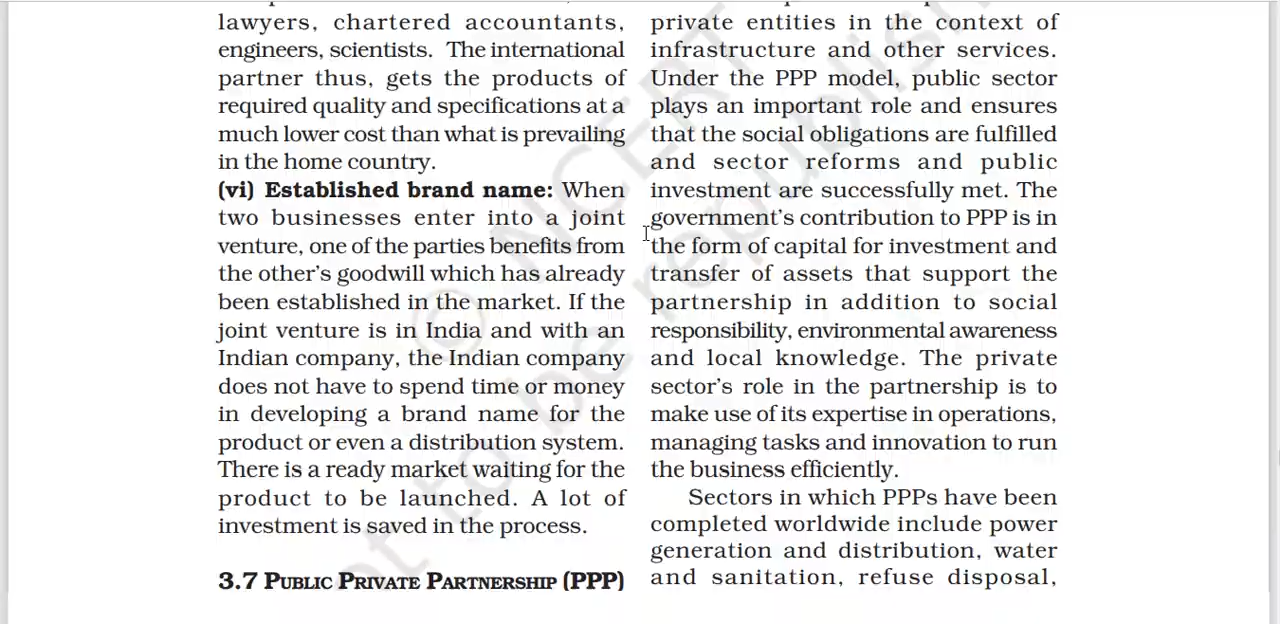 lawyers, chartered accountants,
engineers, scientists. The international
partner thus, gets the products of
required quality and specifications at a
much lower cost than what is prevailing
in the home country.
(vi) Established brand name: When
two businesses enter into a joint
venture, one of the parties benefits from
the other's goodwill which has already
been established in the market. If the
joint venture is in India and with an
Indian company, the Indian company
does not have to spend time or money
in developing a brand name for the
product or even a distribution system.
There is a ready market waiting for the
product to be launched. A lot of
investment is saved in the process.
3.7 PUBLIC PRIVATE PARTNERSHIP (PPP)
private entities in the context of
infrastructure and other services.
Under the PPP model, public sector
plays an important role and ensures
that the social obligations are fulfilled
and sector reforms and public
investment are successfully met. The
government's contribution to PPP is in
the form of capital for investment and
transfer of assets that support the
partnership in addition to social
responsibility, environmental awareness
and local knowledge. The private
sector's role in the partnership is to
make use of its expertise in operations,
managing tasks and innovation to run
the business efficiently.
Sectors in which PPPs have been
completed worldwide include power
generation and distribution, water
and sanitation, refuse disposal,
© NCERT
not to be republish